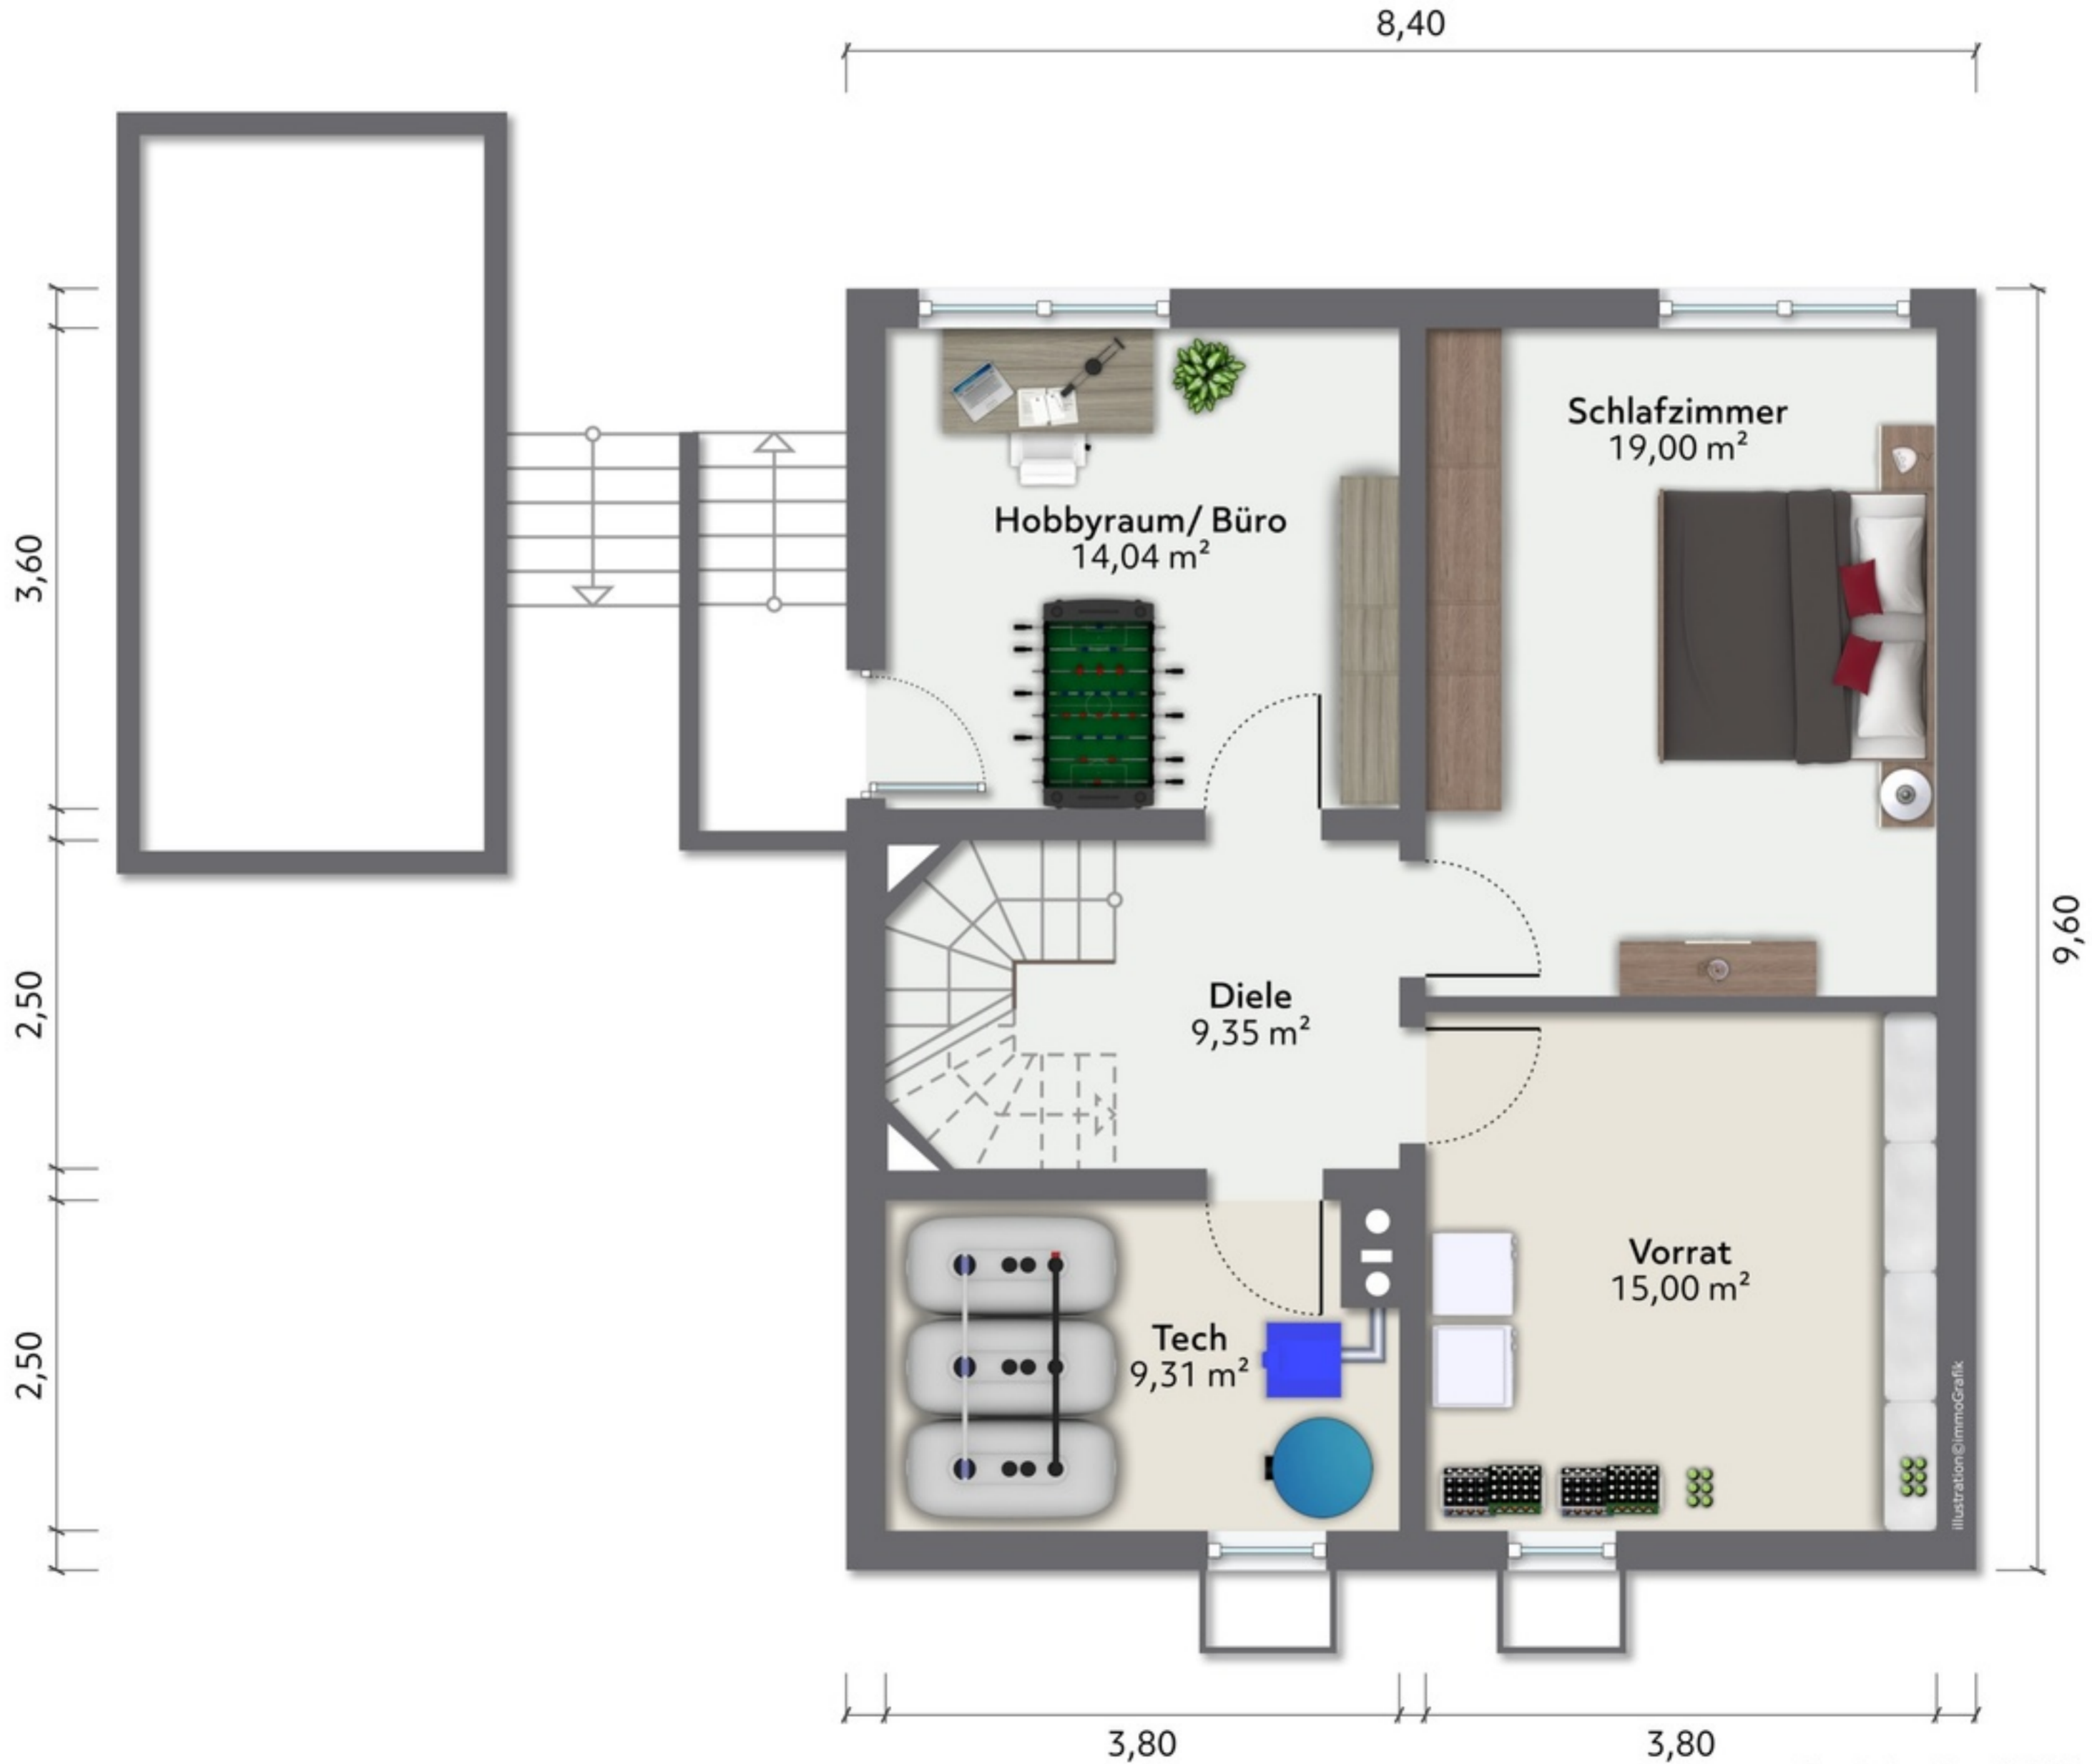 8,40
Schlafzimmer
19,00 m²
Hobbyraum/ Büro
14,04 m²
3,60
9,60
2,50
Diele
9,35 m²
Vorrat
15,00 m²
Tech
9,31 m²
2,50
illustration©immoGrafik
3,80
3,80